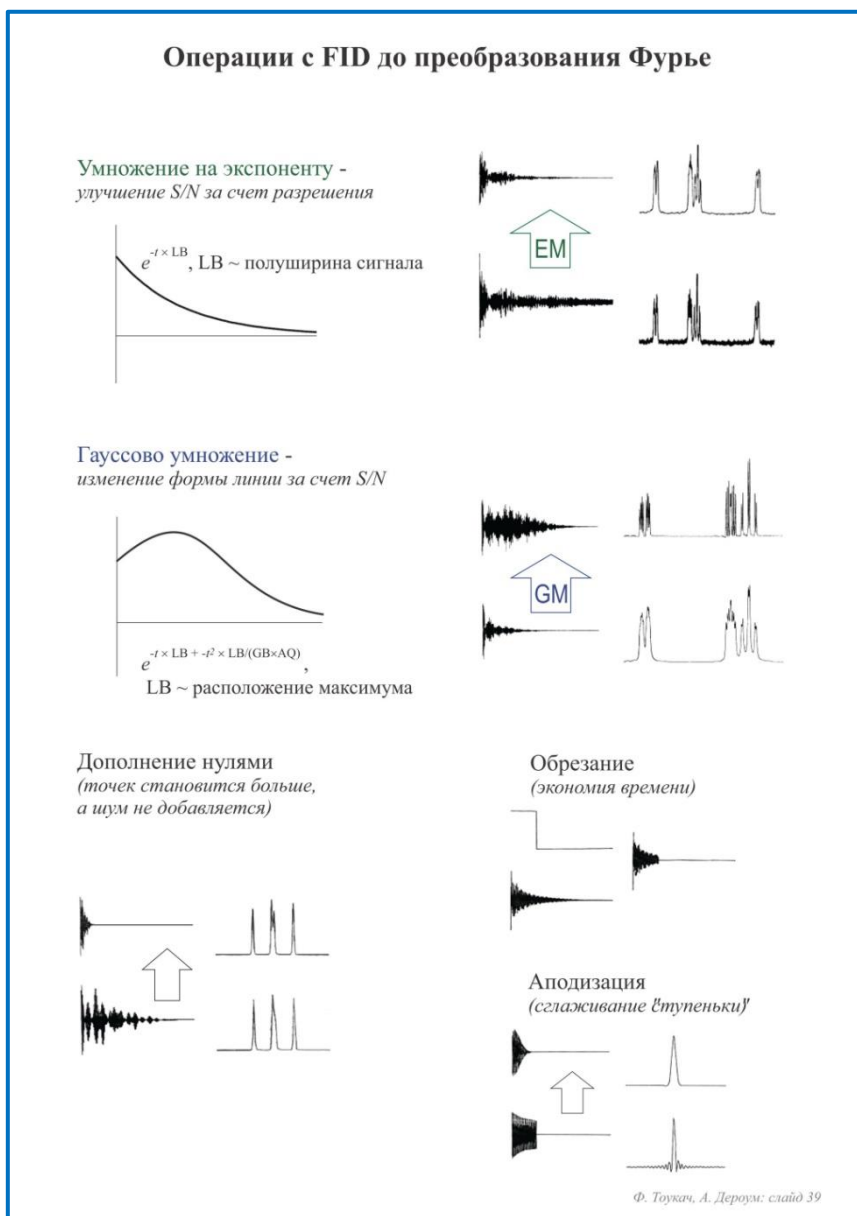 Операции с FID до преобразования Фурье
Умножение на экспоненту -
улучшение S/N за счет разрешения
e^-t × LB, LB ~ полуширина сигнала
EM
Гауссово умножение -
изменение формы линии за счет S/N
GM
e^-t × LB + -t² × LB/(GB×AQ) ,
LB ~ расположение максимума
Дополнение нулями
(точек становится больше,
а шум не добавляется)
Обрезание
(экономия времени)
Аподизация
(сглаживание "ступеньки)"
Ф. Тоукач, А. Дероум: слайд 39